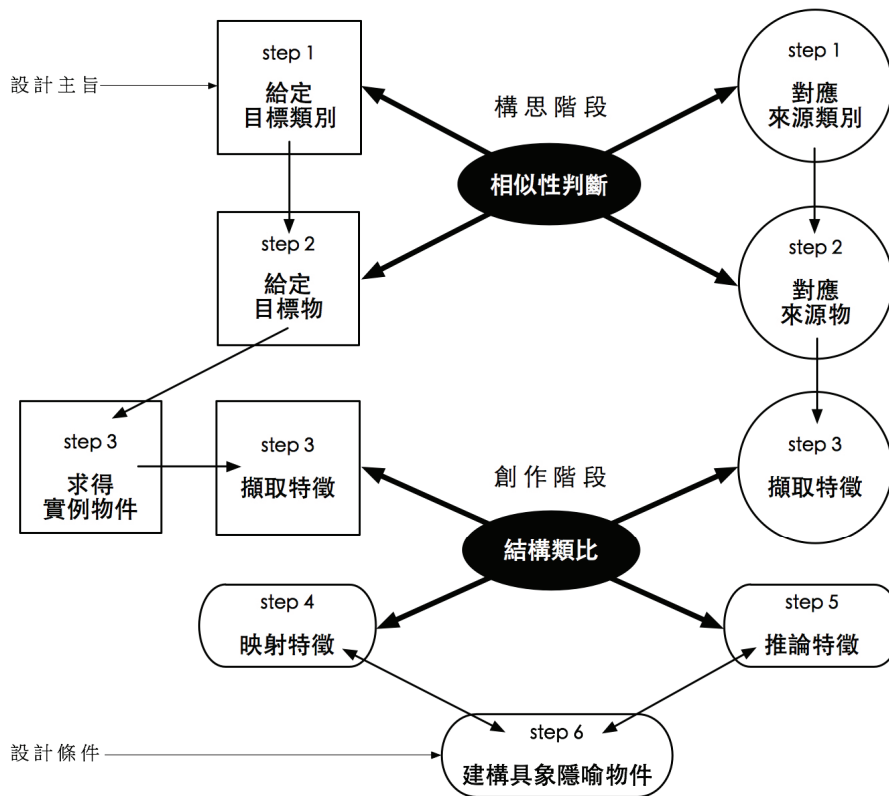 step 1
給定
目標類別
設計主旨
構思階段
step 1
對應
來源類別
相似性判斷
step 2
給定
目標物
step 2
對應
來源物
step 3
求得
實例物件
step 3
擷取特徵
創作階段
step 3
擷取特徵
結構類比
step 4
映射特徵
step 5
推論特徵
設計條件
step 6
建構具象隱喻物件